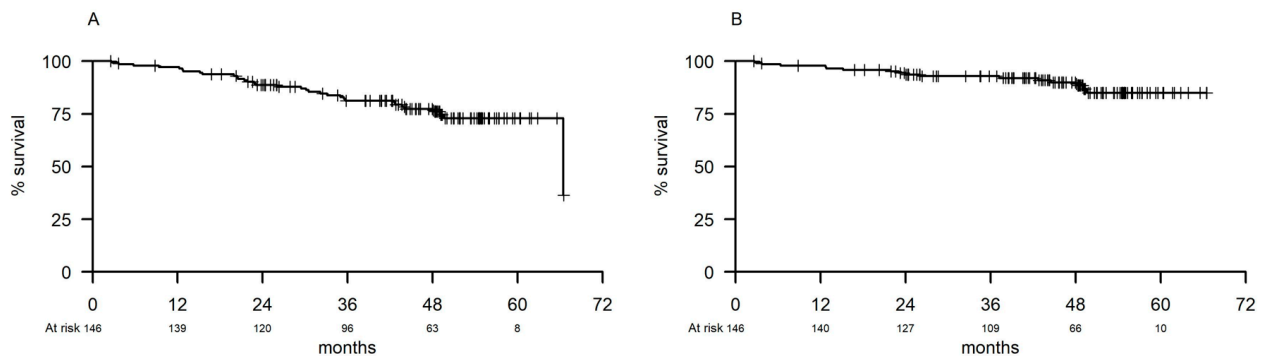 A
% survival
100
75
50
25
0
0 12 24 36 48 60 72
At risk 146 139 120 96 63 8
months
B
% survival
100
75
50
25
0
0 12 24 36 48 60 72
At risk 146 140 127 109 66 10
months